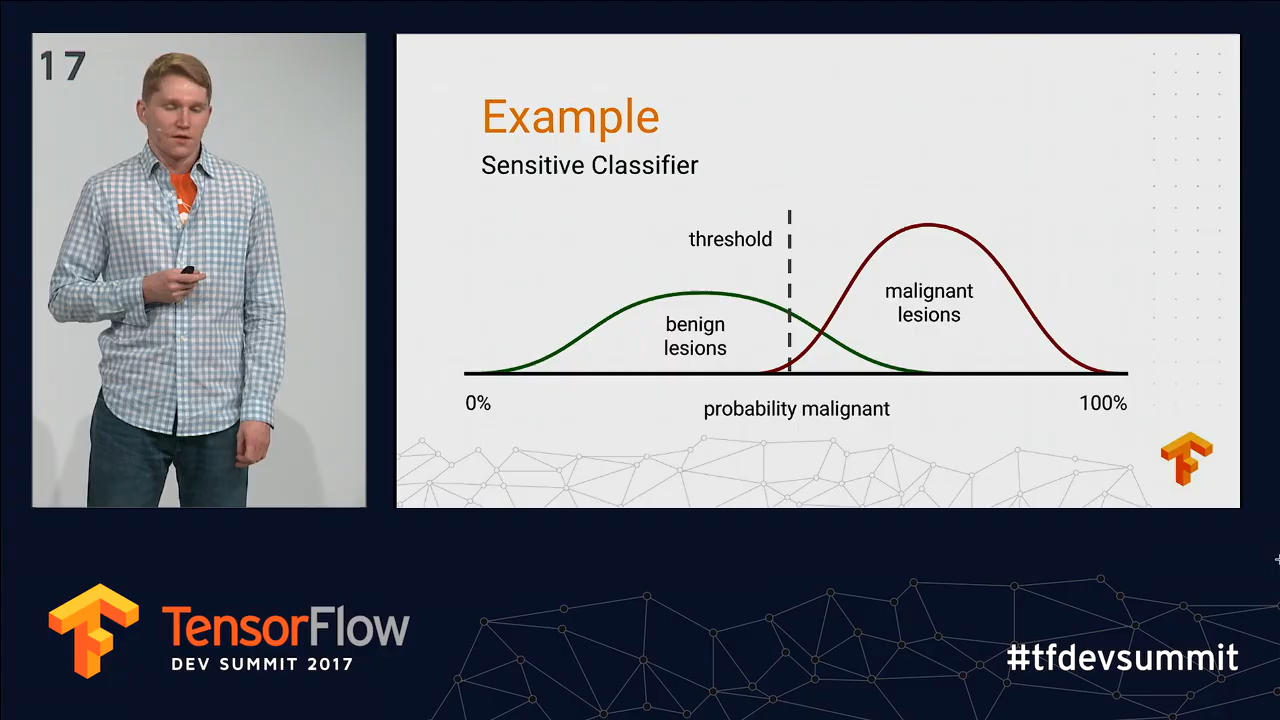 17
Example
Sensitive Classifier
threshold
malignant
lesions
benign
lesions
0%
probability malignant
100%
TensorFlow
DEV SUMMIT 2017
#tfdevsummit